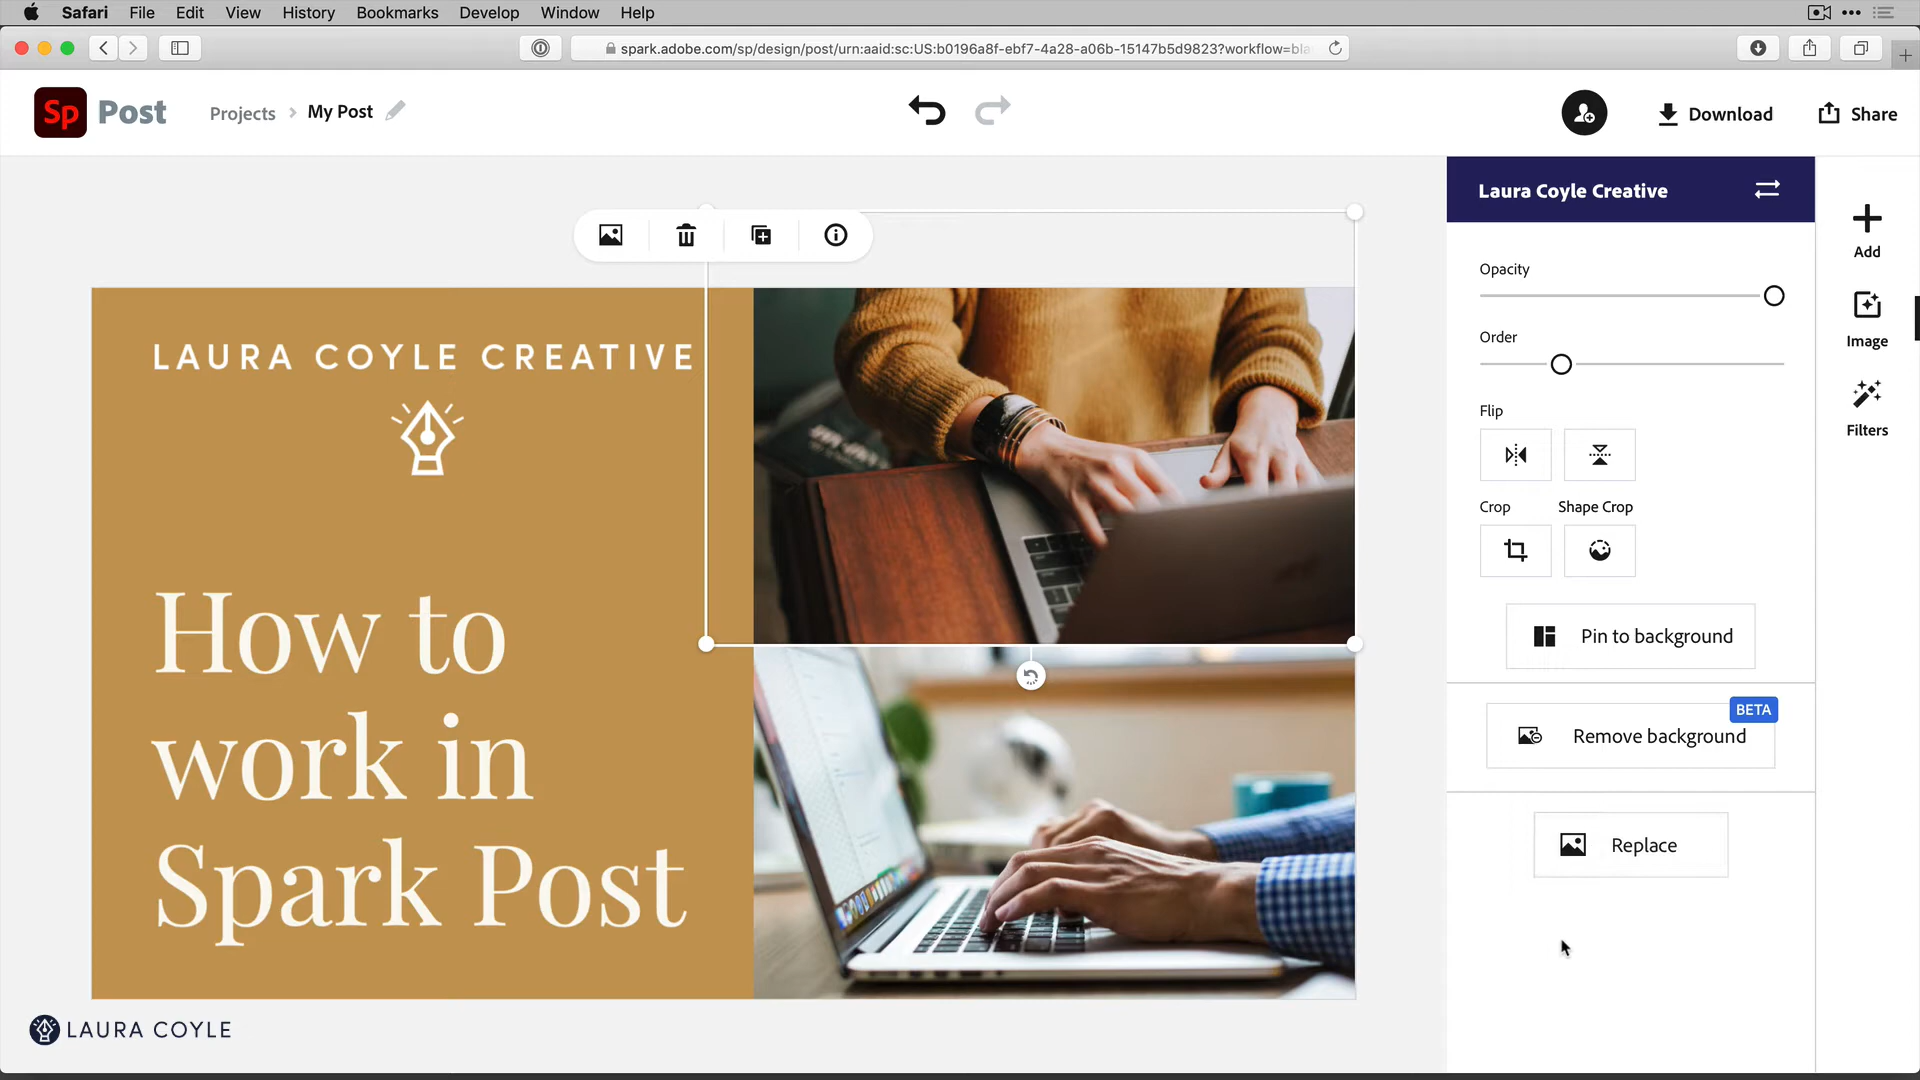 Safari File Edit View History Bookmarks Develop Window Help
spark.adobe.com/sp/design/post/urn:aaid:sc:US:b0196a8f-ebf7-4a28-a06b-15147b5d9823?workflow=bla
Sp Post Projects > My Post Download Share
Laura Coyle Creative
Add
Image
Filters
Opacity
Order
Flip
Crop Shape Crop
Pin to background
BETA
Remove background
Replace
LAURA COYLE CREATIVE
How to
work in
Spark Post
LAURA COYLE